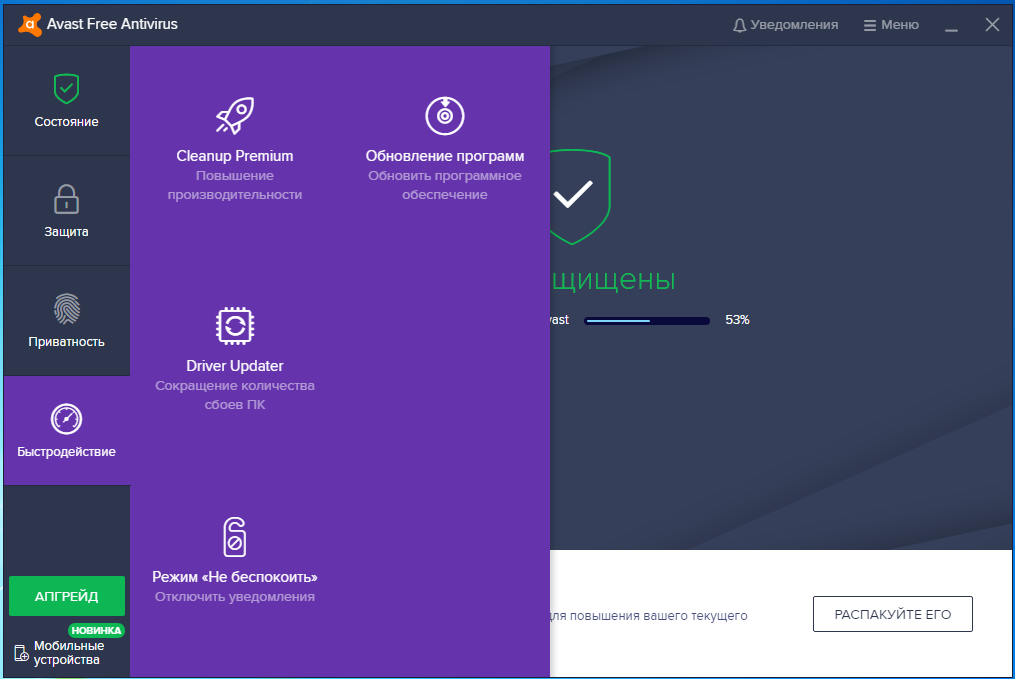 Avast Free Antivirus
Уведомления
Меню
Состояние
Защита
Приватность
Быстродействие
АПГРЕЙД
НОВИНКА
Мобильные
устройства
Cleanup Premium
Повышение
производительности
Обновление программ
Обновить программное
обеспечение
Driver Updater
Сокращение количества
сбоев ПК
Режим «Не беспокоить»
Отключить уведомления
щищены
vast
53%
для повышения вашего текущего
РАСПАКУЙТЕ ЕГО